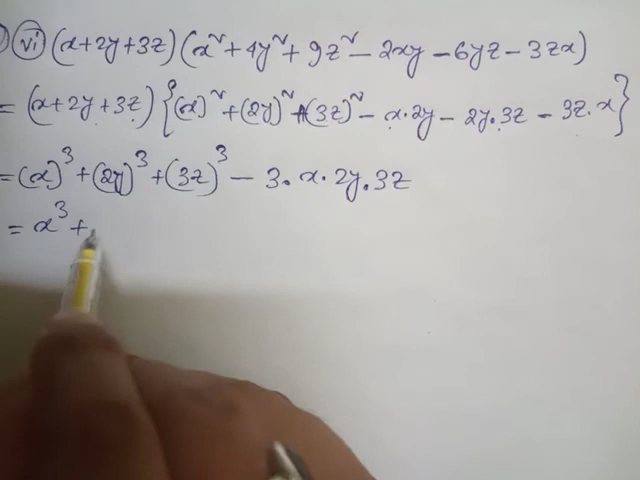 (vi) (x+2y+3z) (x² + 4y² + 9z² – 2xy – 6yz – 3zx)
= (x+2y+3z) {(x)² + (2y)² + (3z)² – x·2y – 2y·3z – 3z·x}
= (x)³ + (2y)³ + (3z)³ – 3·x·2y·3z
= x³ +